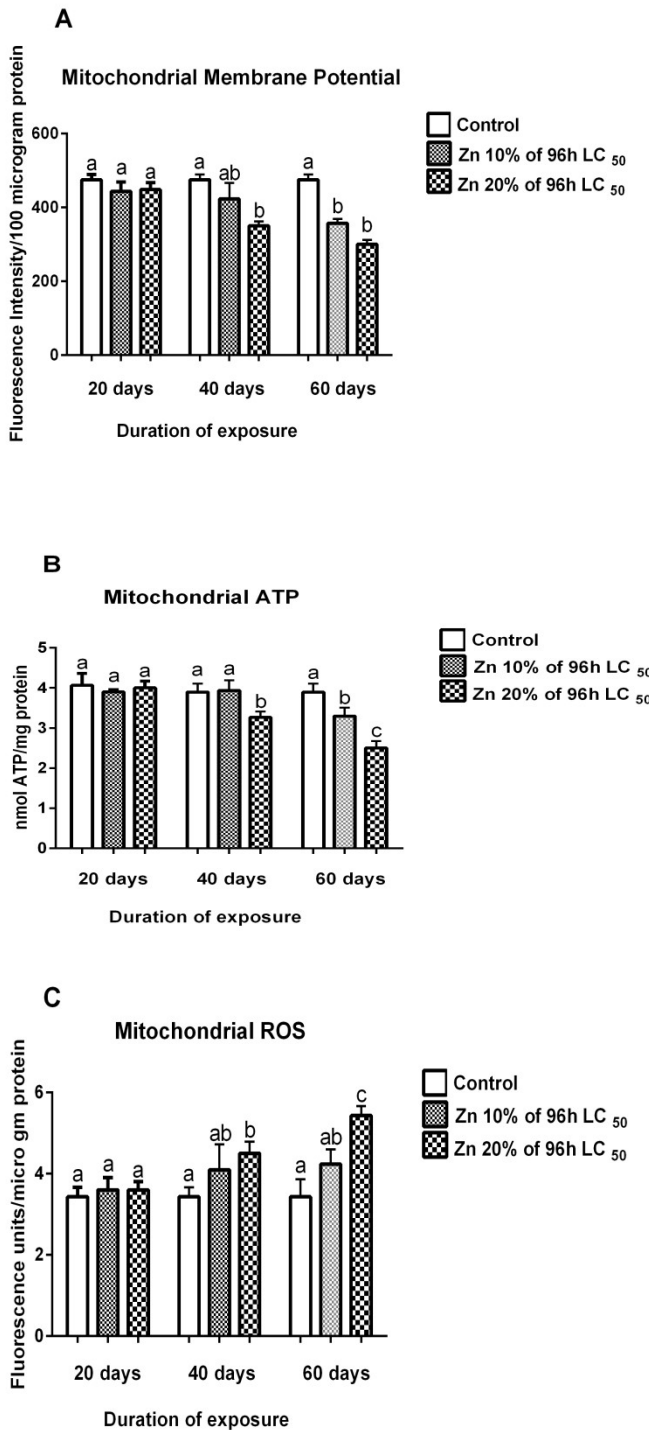 A
Mitochondrial Membrane Potential
Fluorescence Intensity/100 microgram protein
600
400
200
0
a a a a ab b a b b
20 days 40 days 60 days
Duration of exposure
Control
Zn 10% of 96h LC 50
Zn 20% of 96h LC 50
B
Mitochondrial ATP
nmol ATP/mg protein
5
4
3
2
1
0
a a a a a b a b c
20 days 40 days 60 days
Duration of exposure
Control
Zn 10% of 96h LC 50
Zn 20% of 96h LC 50
C
Mitochondrial ROS
Fluorescence units/micro gm protein
6
4
2
0
a a a a ab b a ab c
20 days 40 days 60 days
Duration of exposure
Control
Zn 10% of 96h LC 50
Zn 20% of 96h LC 50